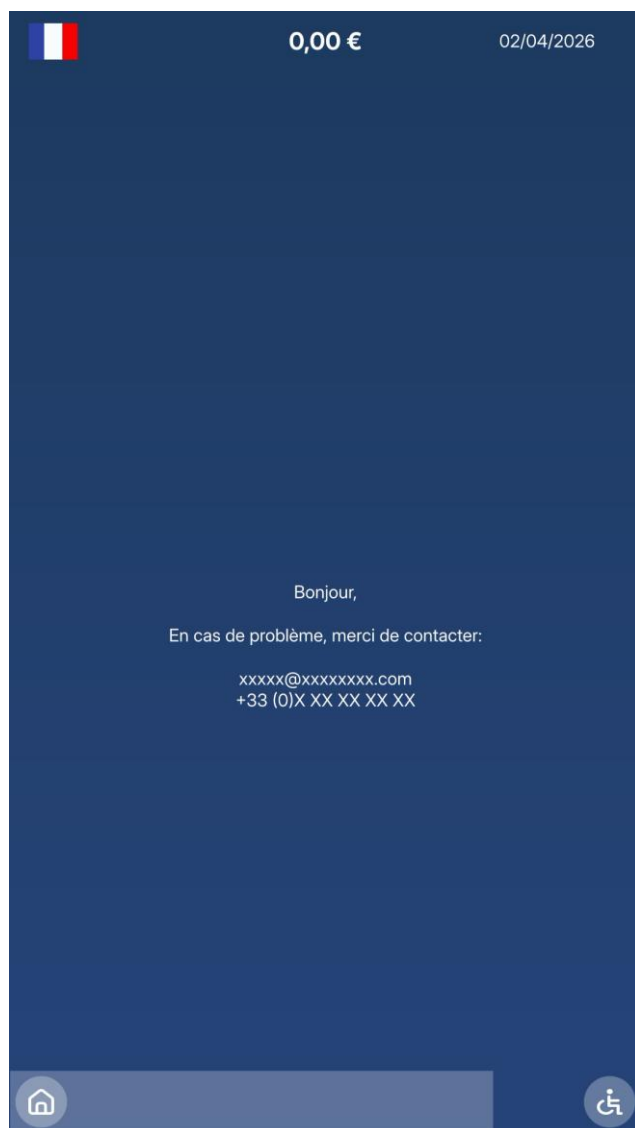 0,00 €
02/04/2026
Bonjour,
En cas de problème, merci de contacter:
xxxxx@xxxxxxxx.com
+33 (0)X XX XX XX XX